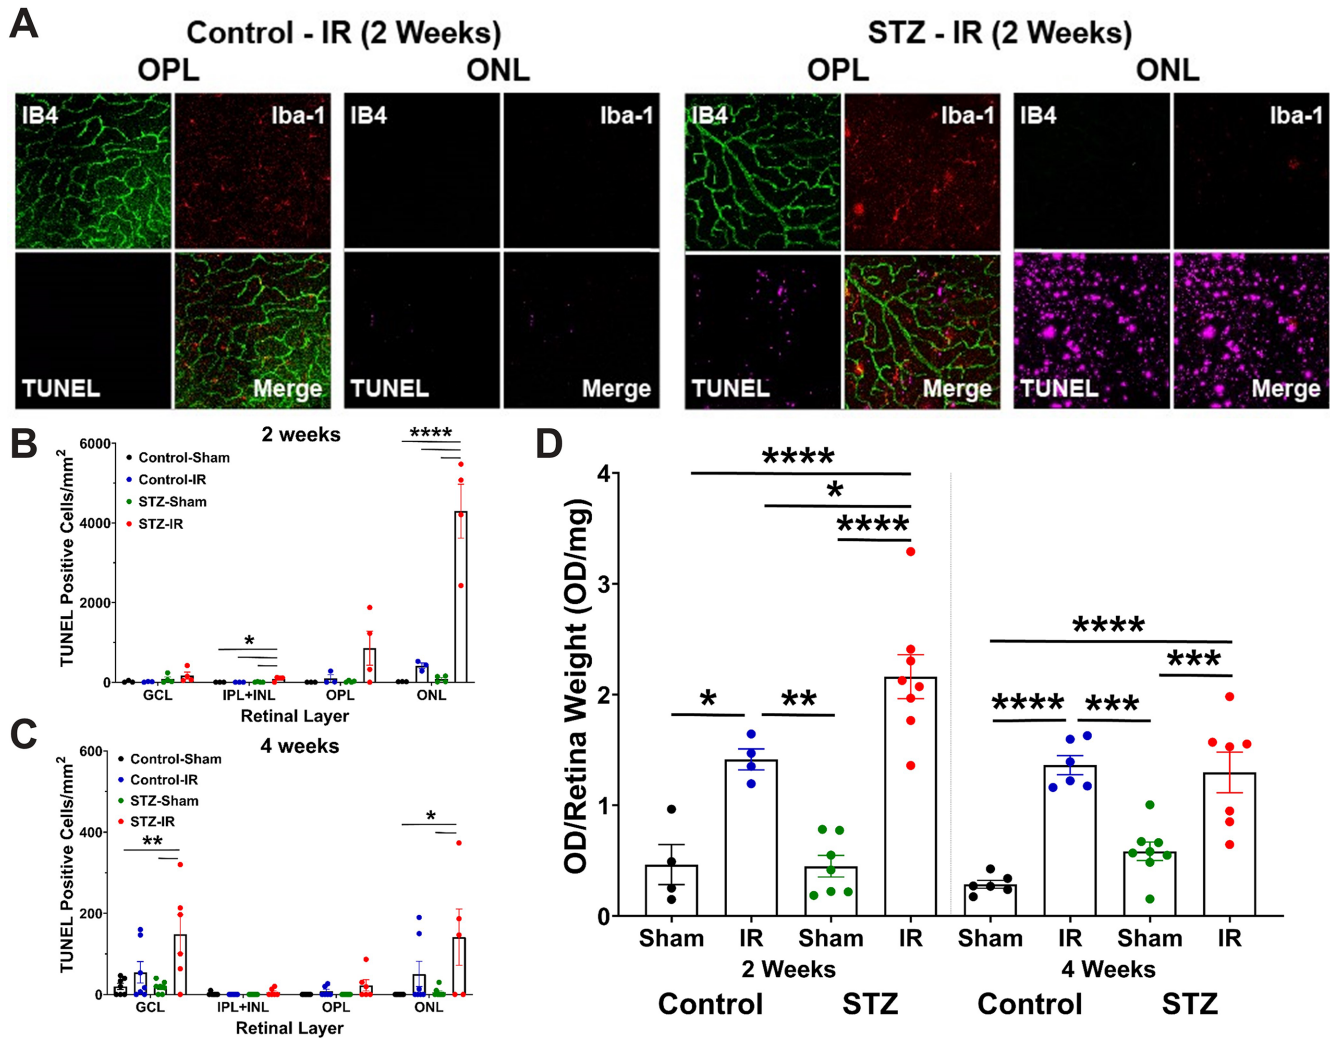 A
Control - IR (2 Weeks)
STZ - IR (2 Weeks)
OPL
ONL
OPL
ONL
IB4
Iba-1
IB4
Iba-1
IB4
Iba-1
IB4
Iba-1
TUNEL
Merge
TUNEL
Merge
TUNEL
Merge
TUNEL
Merge
B
2 weeks
TUNEL Positive Cells/mm²
6000
4000
2000
0
Control-Sham
Control-IR
STZ-Sham
STZ-IR
*
****
GCL
IPL+INL
OPL
ONL
Retinal Layer
C
4 weeks
TUNEL Positive Cells/mm²
600
400
200
0
Control-Sham
Control-IR
STZ-Sham
STZ-IR
**
*
GCL
IPL+INL
OPL
ONL
Retinal Layer
D
OD/Retina Weight (OD/mg)
4
3
2
1
0
****
*
****
*
**
****
***
****
***
Sham
IR
Sham
IR
Sham
IR
Sham
IR
2 Weeks
4 Weeks
Control
STZ
Control
STZ